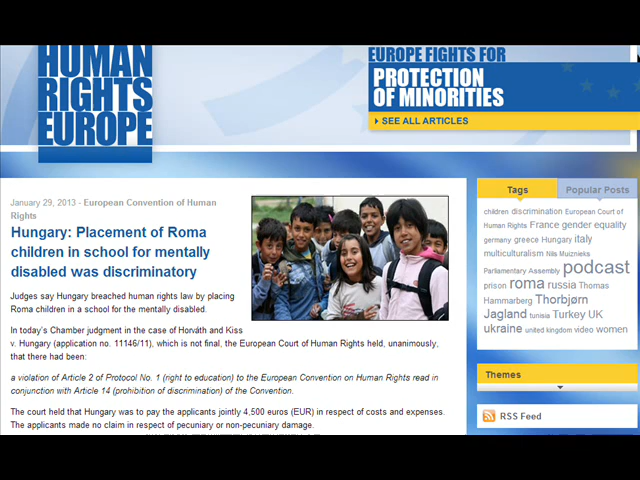 HUMAN
RIGHTS
EUROPE
EUROPE FIGHTS FOR
PROTECTION
OF MINORITIES
SEE ALL ARTICLES
January 29, 2013 - European Convention of Human
Rights
Hungary: Placement of Roma
children in school for mentally
disabled was discriminatory
Judges say Hungary breached human rights law by placing
Roma children in a school for the mentally disabled.
In today's Chamber judgment in the case of Horváth and Kiss
v. Hungary (application no. 11146/11), which is not final, the European Court of Human Rights held, unanimously,
that there had been:
a violation of Article 2 of Protocol No. 1 (right to education) to the European Convention on Human Rights read in
conjunction with Article 14 (prohibition of discrimination) of the Convention.
The court held that Hungary was to pay the applicants jointly 4,500 euros (EUR) in respect of costs and expenses.
The applicants made no claim in respect of pecuniary or non-pecuniary damage.
Tags
Popular Posts
children discrimination European Court of
Human Rights France gender equality
germany greece Hungary italy
multiculturalism Nils Muiznieks
Parliamentary Assembly podcast
prison roma russia Thomas
Hammarberg Thorbjørn
Jagland tunisia Turkey UK
ukraine united kingdom video women
Themes
RSS Feed